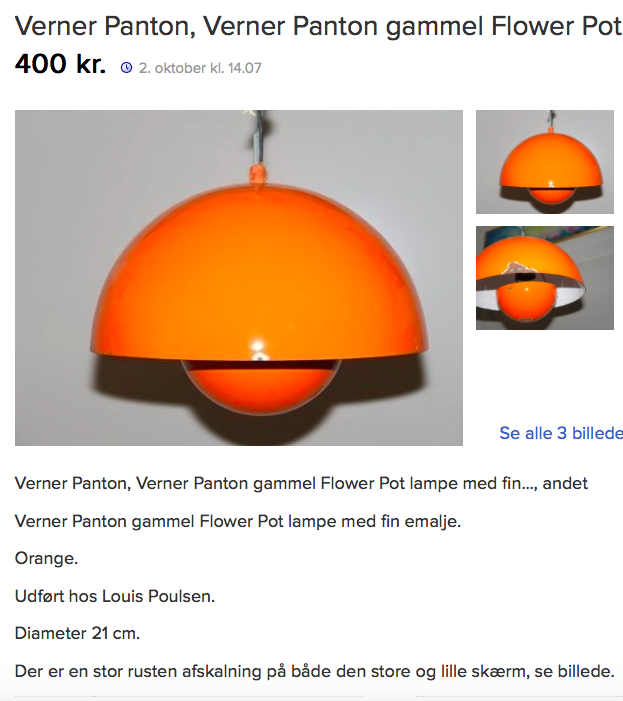 Verner Panton, Verner Panton gammel Flower Pot
400 kr. 2. oktober kl. 14.07
Se alle 3 billede
Verner Panton, Verner Panton gammel Flower Pot lampe med fin..., andet
Verner Panton gammel Flower Pot lampe med fin emalje.
Orange.
Udført hos Louis Poulsen.
Diameter 21 cm.
Der er en stor rusten afskalning på både den store og lille skærm, se billede.